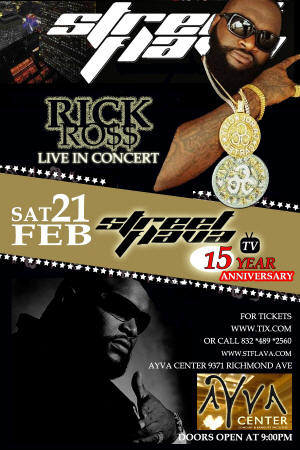 STREET
FLAVA
RICK
RO$$
LIVE IN CONCERT
SAT 21
FEB
STREET
FLAVA
TV
15 YEAR
ANNIVERSARY
FOR TICKETS
WWW.TIX.COM
OR CALL 832 *489 *2560
WWW.STFLAVA.COM
AYVA CENTER 9371 RICHMOND AVE
AYVA
CENTER
DOORS OPEN AT 9:00PM